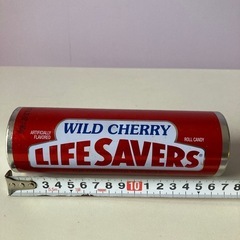 WILD CHERRY
ARTIFICIALLY
FLAVORED
ROLL CANDY
LIFE SAVERS
3 4 5 6 7 8 9 10 1 2 3 4 5 6 7 8 9